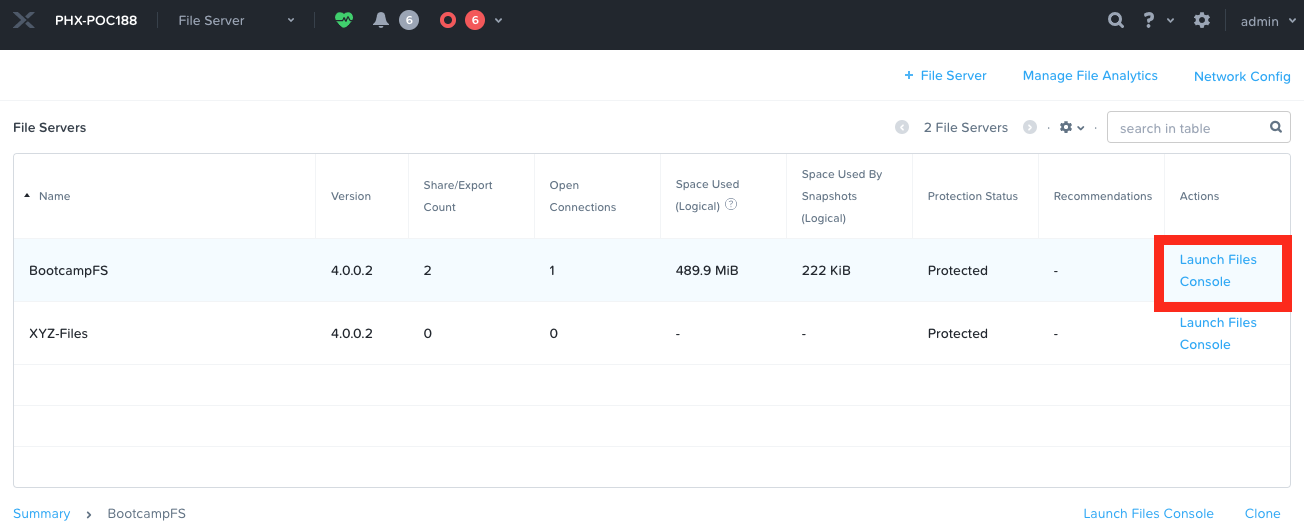 PHX-POC188 File Server 6 6 ? admin
+ File Server Manage File Analytics Network Config
File Servers 2 File Servers · · search in table
Name
Version
Share/Export
Count
Open
Connections
Space Used
(Logical) ?
Space Used By
Snapshots
(Logical)
Protection Status
Recommendations
Actions
BootcampFS 4.0.0.2 2 1 489.9 MiB 222 KiB Protected - Launch Files
Console
XYZ-Files 4.0.0.2 0 0 - - Protected - Launch Files
Console
Summary › BootcampFS Launch Files Console Clone